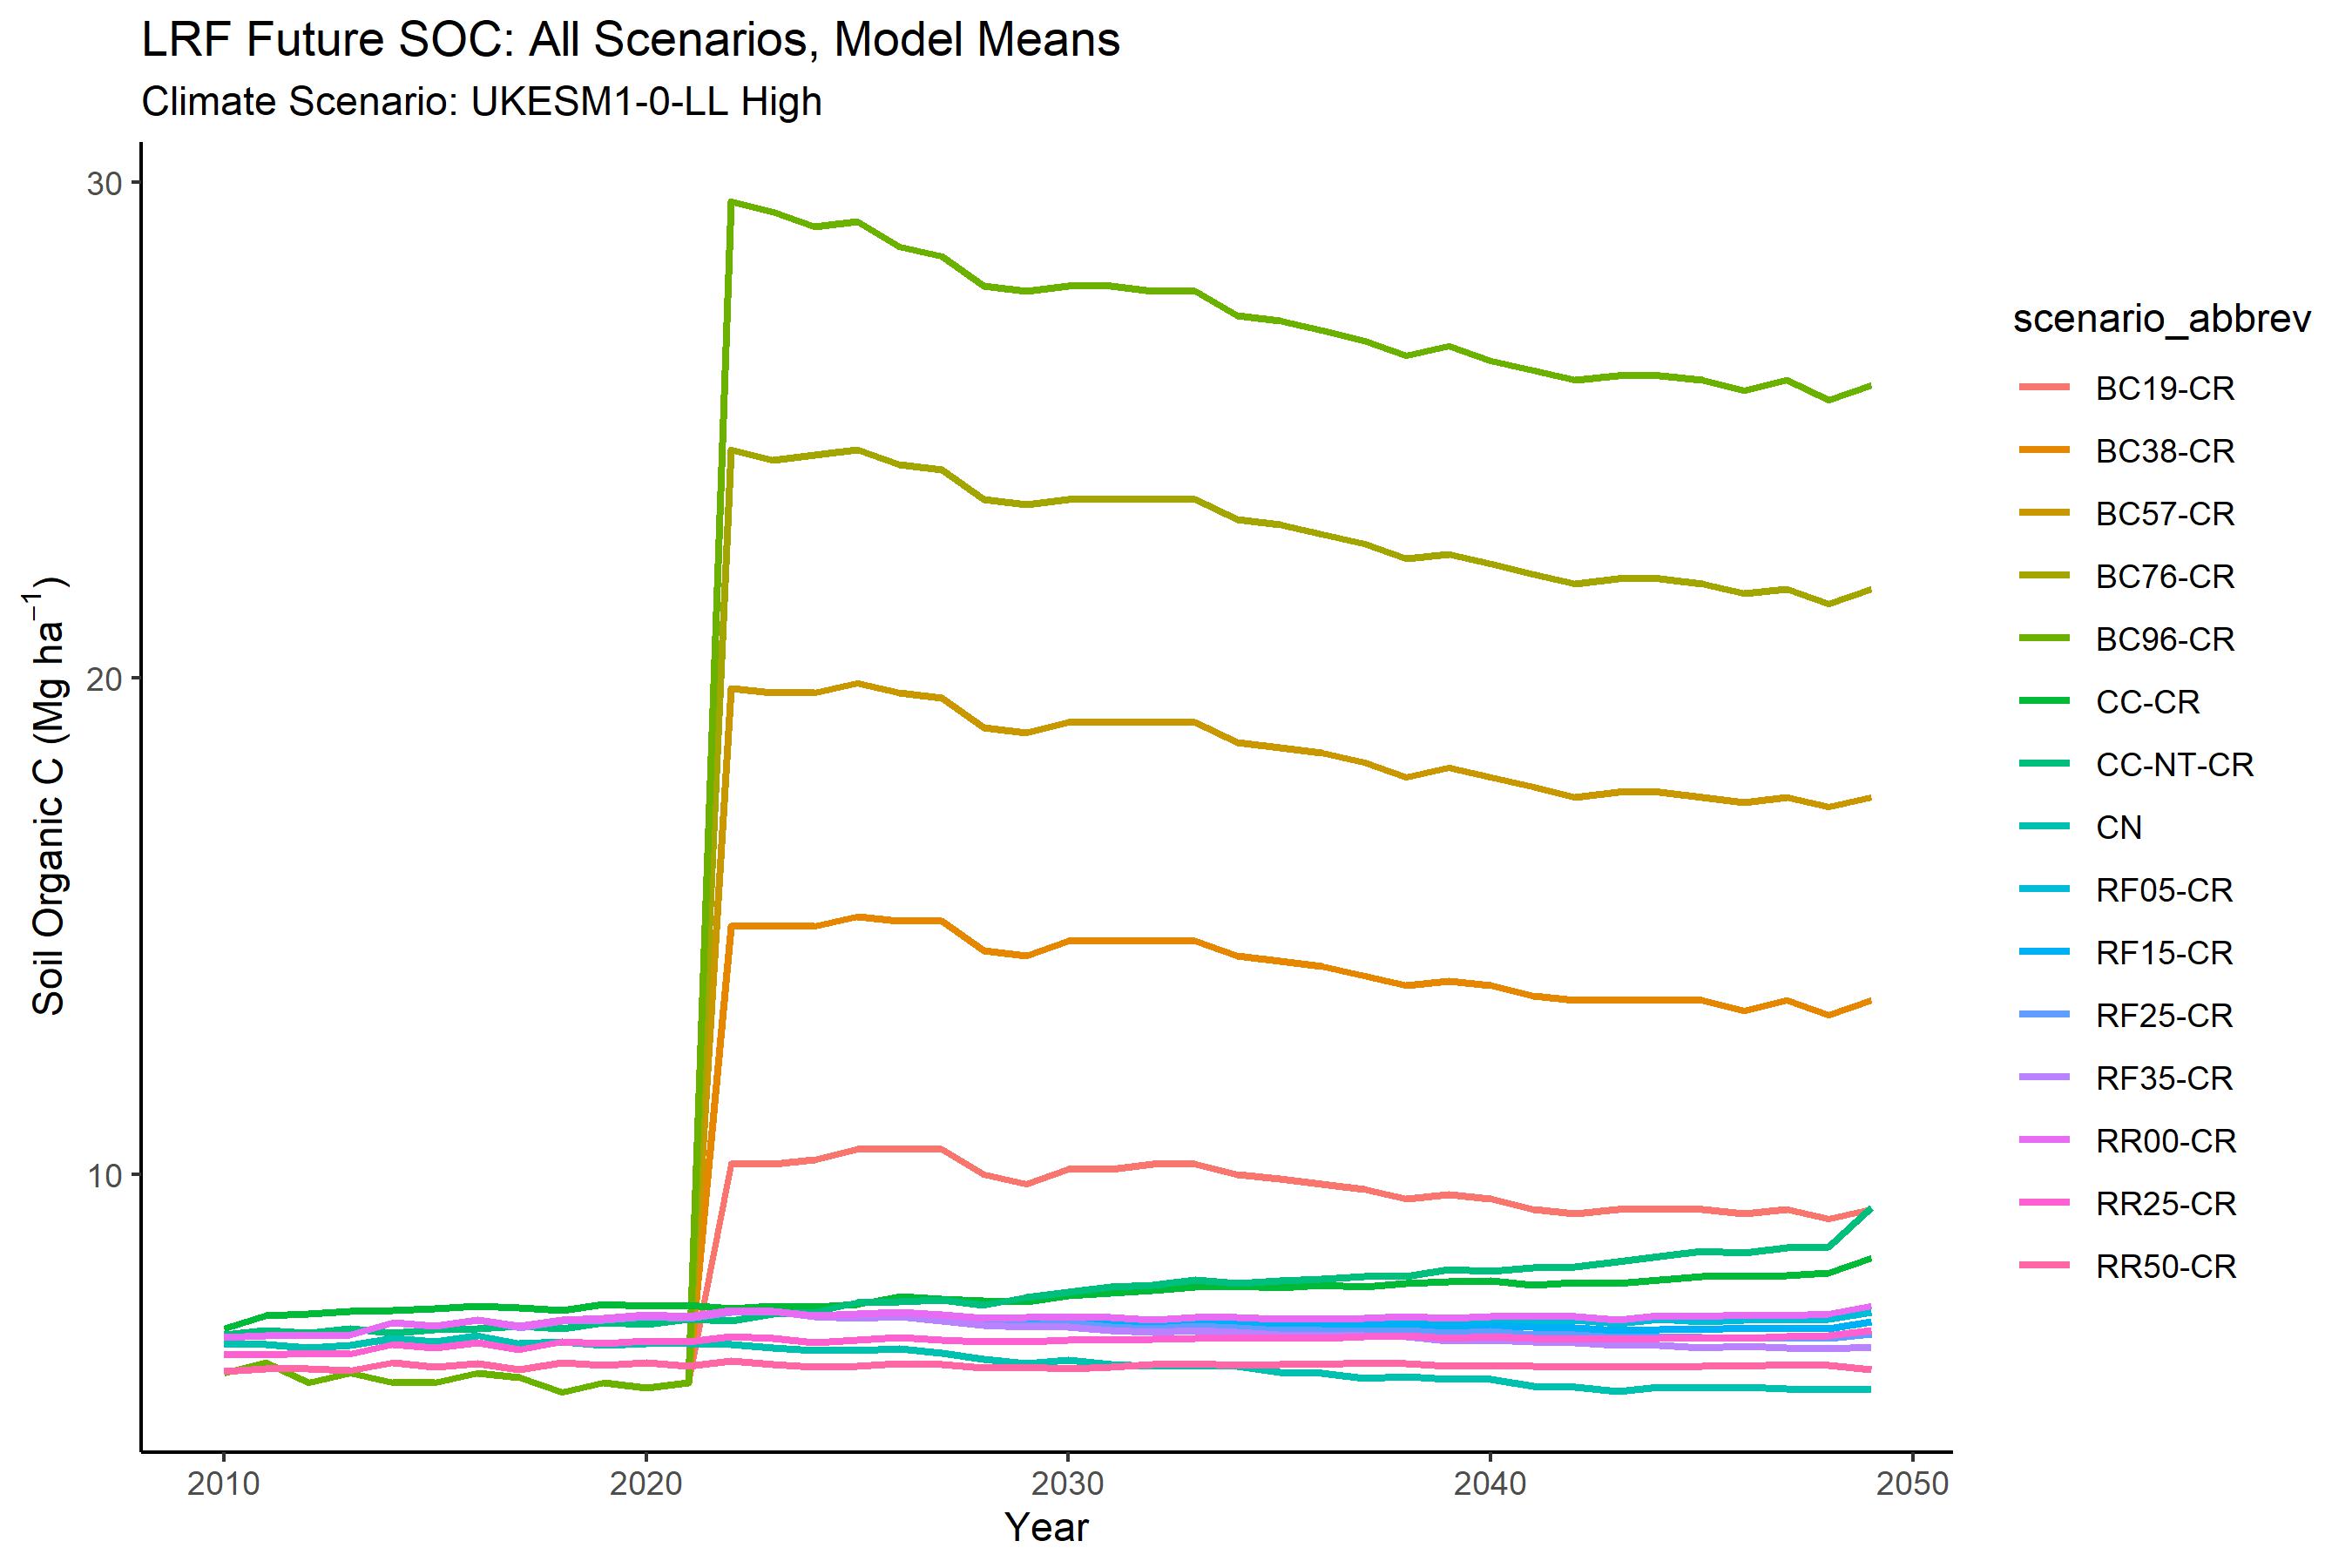 LRF Future SOC: All Scenarios, Model Means
Climate Scenario: UKESM1-0-LL High
30
20
10
Soil Organic C (Mg ha⁻¹)
2010
2020
2030
2040
2050
Year
scenario_abbrev
BC19-CR
BC38-CR
BC57-CR
BC76-CR
BC96-CR
CC-CR
CC-NT-CR
CN
RF05-CR
RF15-CR
RF25-CR
RF35-CR
RR00-CR
RR25-CR
RR50-CR